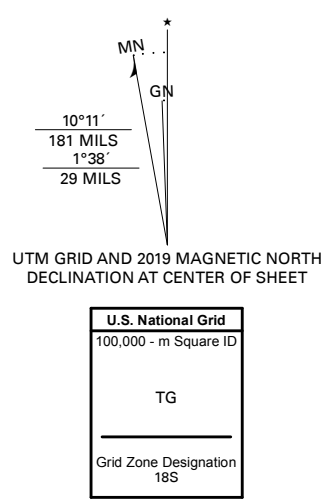 ★
MN
GN
10°11´
181 MILS
1°38´
29 MILS
UTM GRID AND 2019 MAGNETIC NORTH
DECLINATION AT CENTER OF SHEET
U.S. National Grid
100,000 - m Square ID
TG
Grid Zone Designation
18S